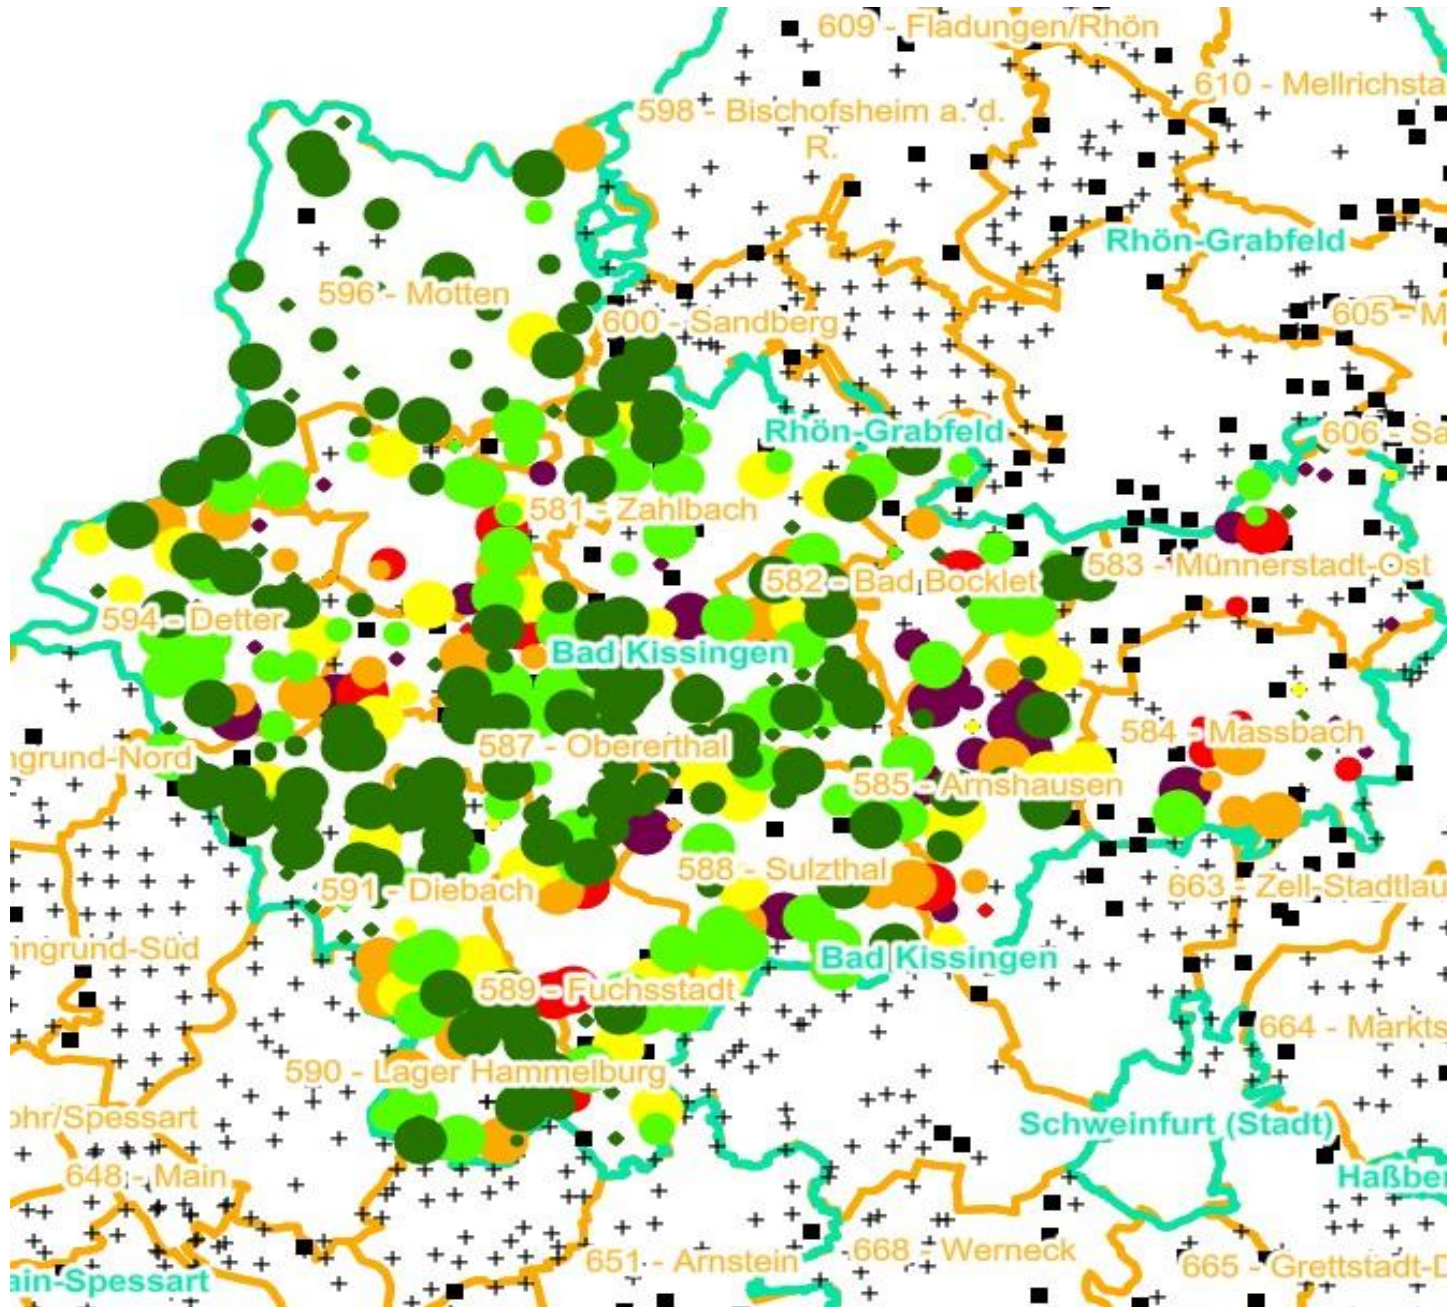 609 - Fladungen/Rhön
610 - Mellrichsta
598 - Bischofsheim a. d.
R.
Rhön-Grabfeld
596 - Motten
600 - Sandberg
605 - M
Rhön-Grabfeld
606 - Sa
581 - Zahlbach
582 - Bad Bocklet
583 - Münnerstadt-Ost
594 - Detter
Bad Kissingen
584 - Massbach
587 - Obererthal
ngrund-Nord
585 - Arnshausen
588 - Sulzthal
591 - Diebach
663 - Zell-Stadtlau
nngrund-Süd
Bad Kissingen
589 - Fuchsstadt
664 - Markts
590 - Lager Hammelburg
ohr/Spessart
Schweinfurt (Stadt)
648 - Main
Haßber
668 - Werneck
651 - Arnstein
665 - Grettstadt-D
ain-Spessart